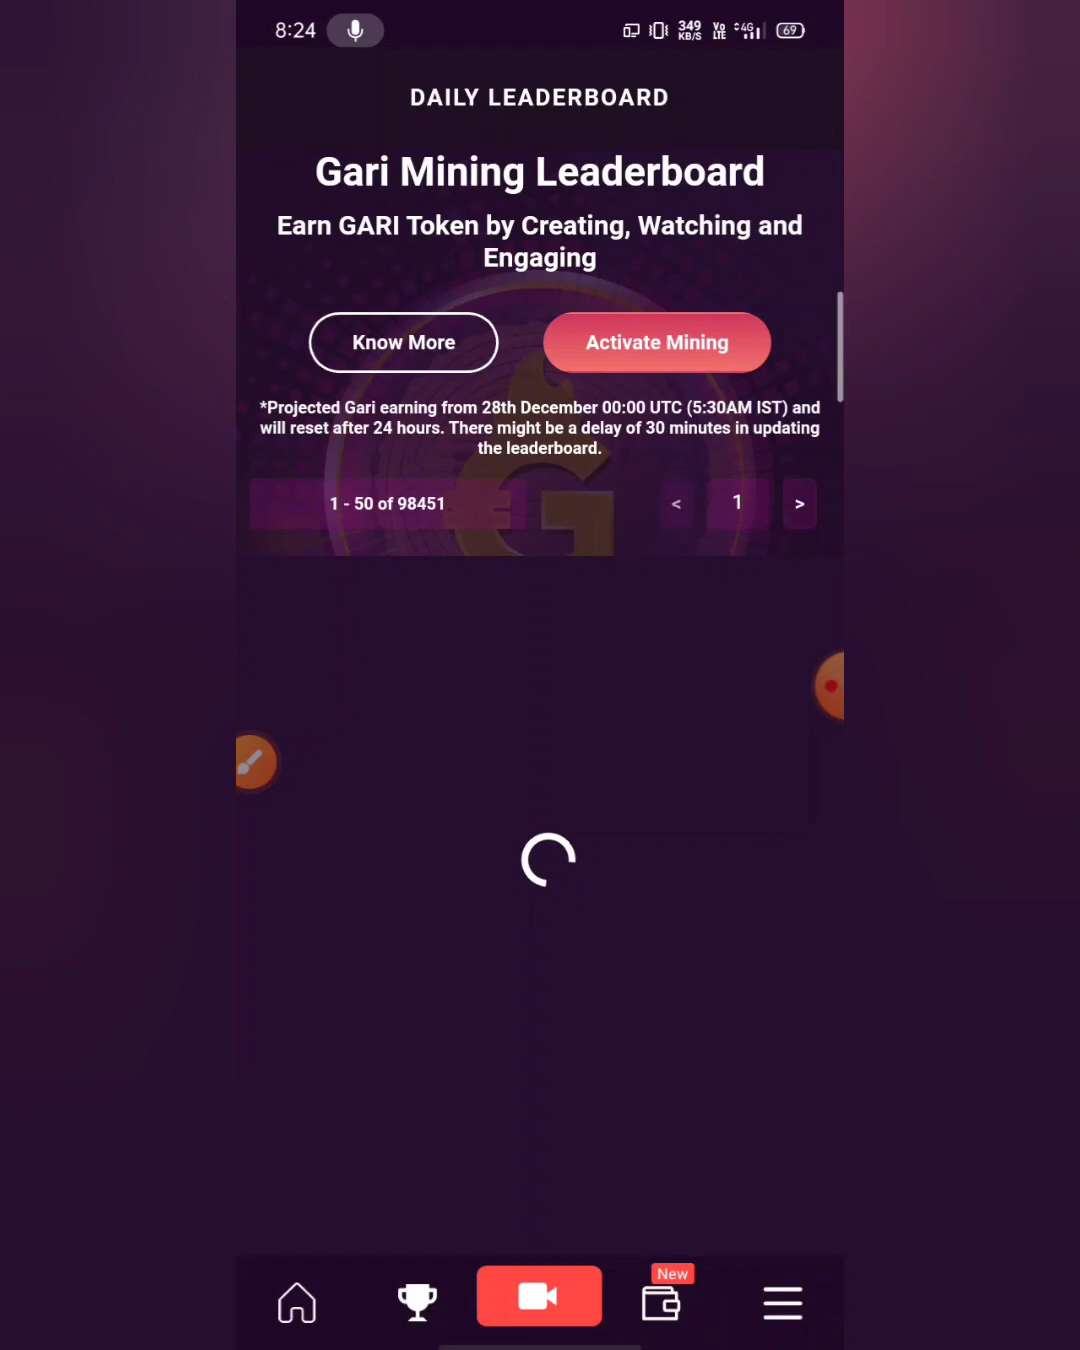 8:24
349
KB/S
Vo
LTE
4G
69
DAILY LEADERBOARD
Gari Mining Leaderboard
Earn GARI Token by Creating, Watching and
Engaging
Know More
Activate Mining
*Projected Gari earning from 28th December 00:00 UTC (5:30AM IST) and
will reset after 24 hours. There might be a delay of 30 minutes in updating
the leaderboard.
1 - 50 of 98451
<
1
>
New